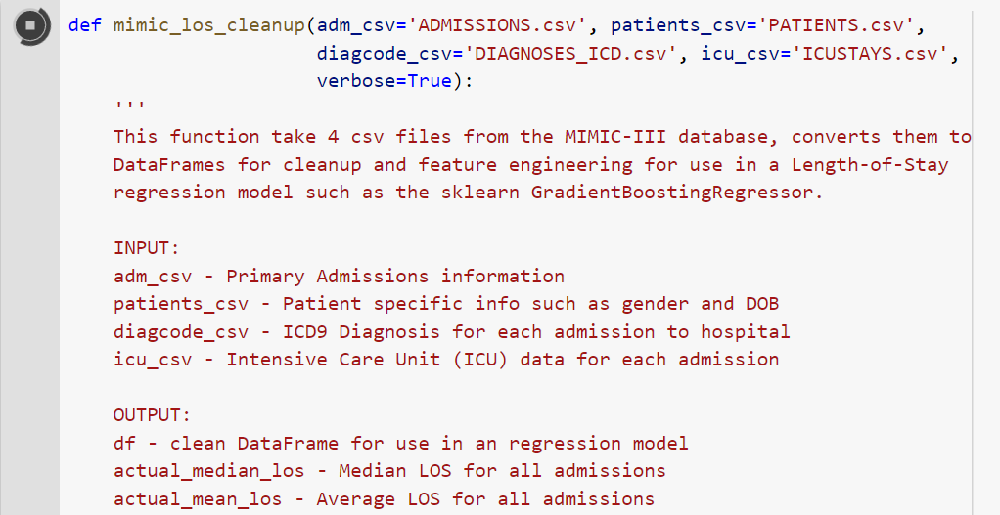 def mimic_los_cleanup(adm_csv='ADMISSIONS.csv', patients_csv='PATIENTS.csv',
diagcode_csv='DIAGNOSES_ICD.csv', icu_csv='ICUSTAYS.csv',
verbose=True):
'''
This function take 4 csv files from the MIMIC-III database, converts them to
DataFrames for cleanup and feature engineering for use in a Length-of-Stay
regression model such as the sklearn GradientBoostingRegressor.
INPUT:
adm_csv - Primary Admissions information
patients_csv - Patient specific info such as gender and DOB
diagcode_csv - ICD9 Diagnosis for each admission to hospital
icu_csv - Intensive Care Unit (ICU) data for each admission
OUTPUT:
df - clean DataFrame for use in an regression model
actual_median_los - Median LOS for all admissions
actual_mean_los - Average LOS for all admissions